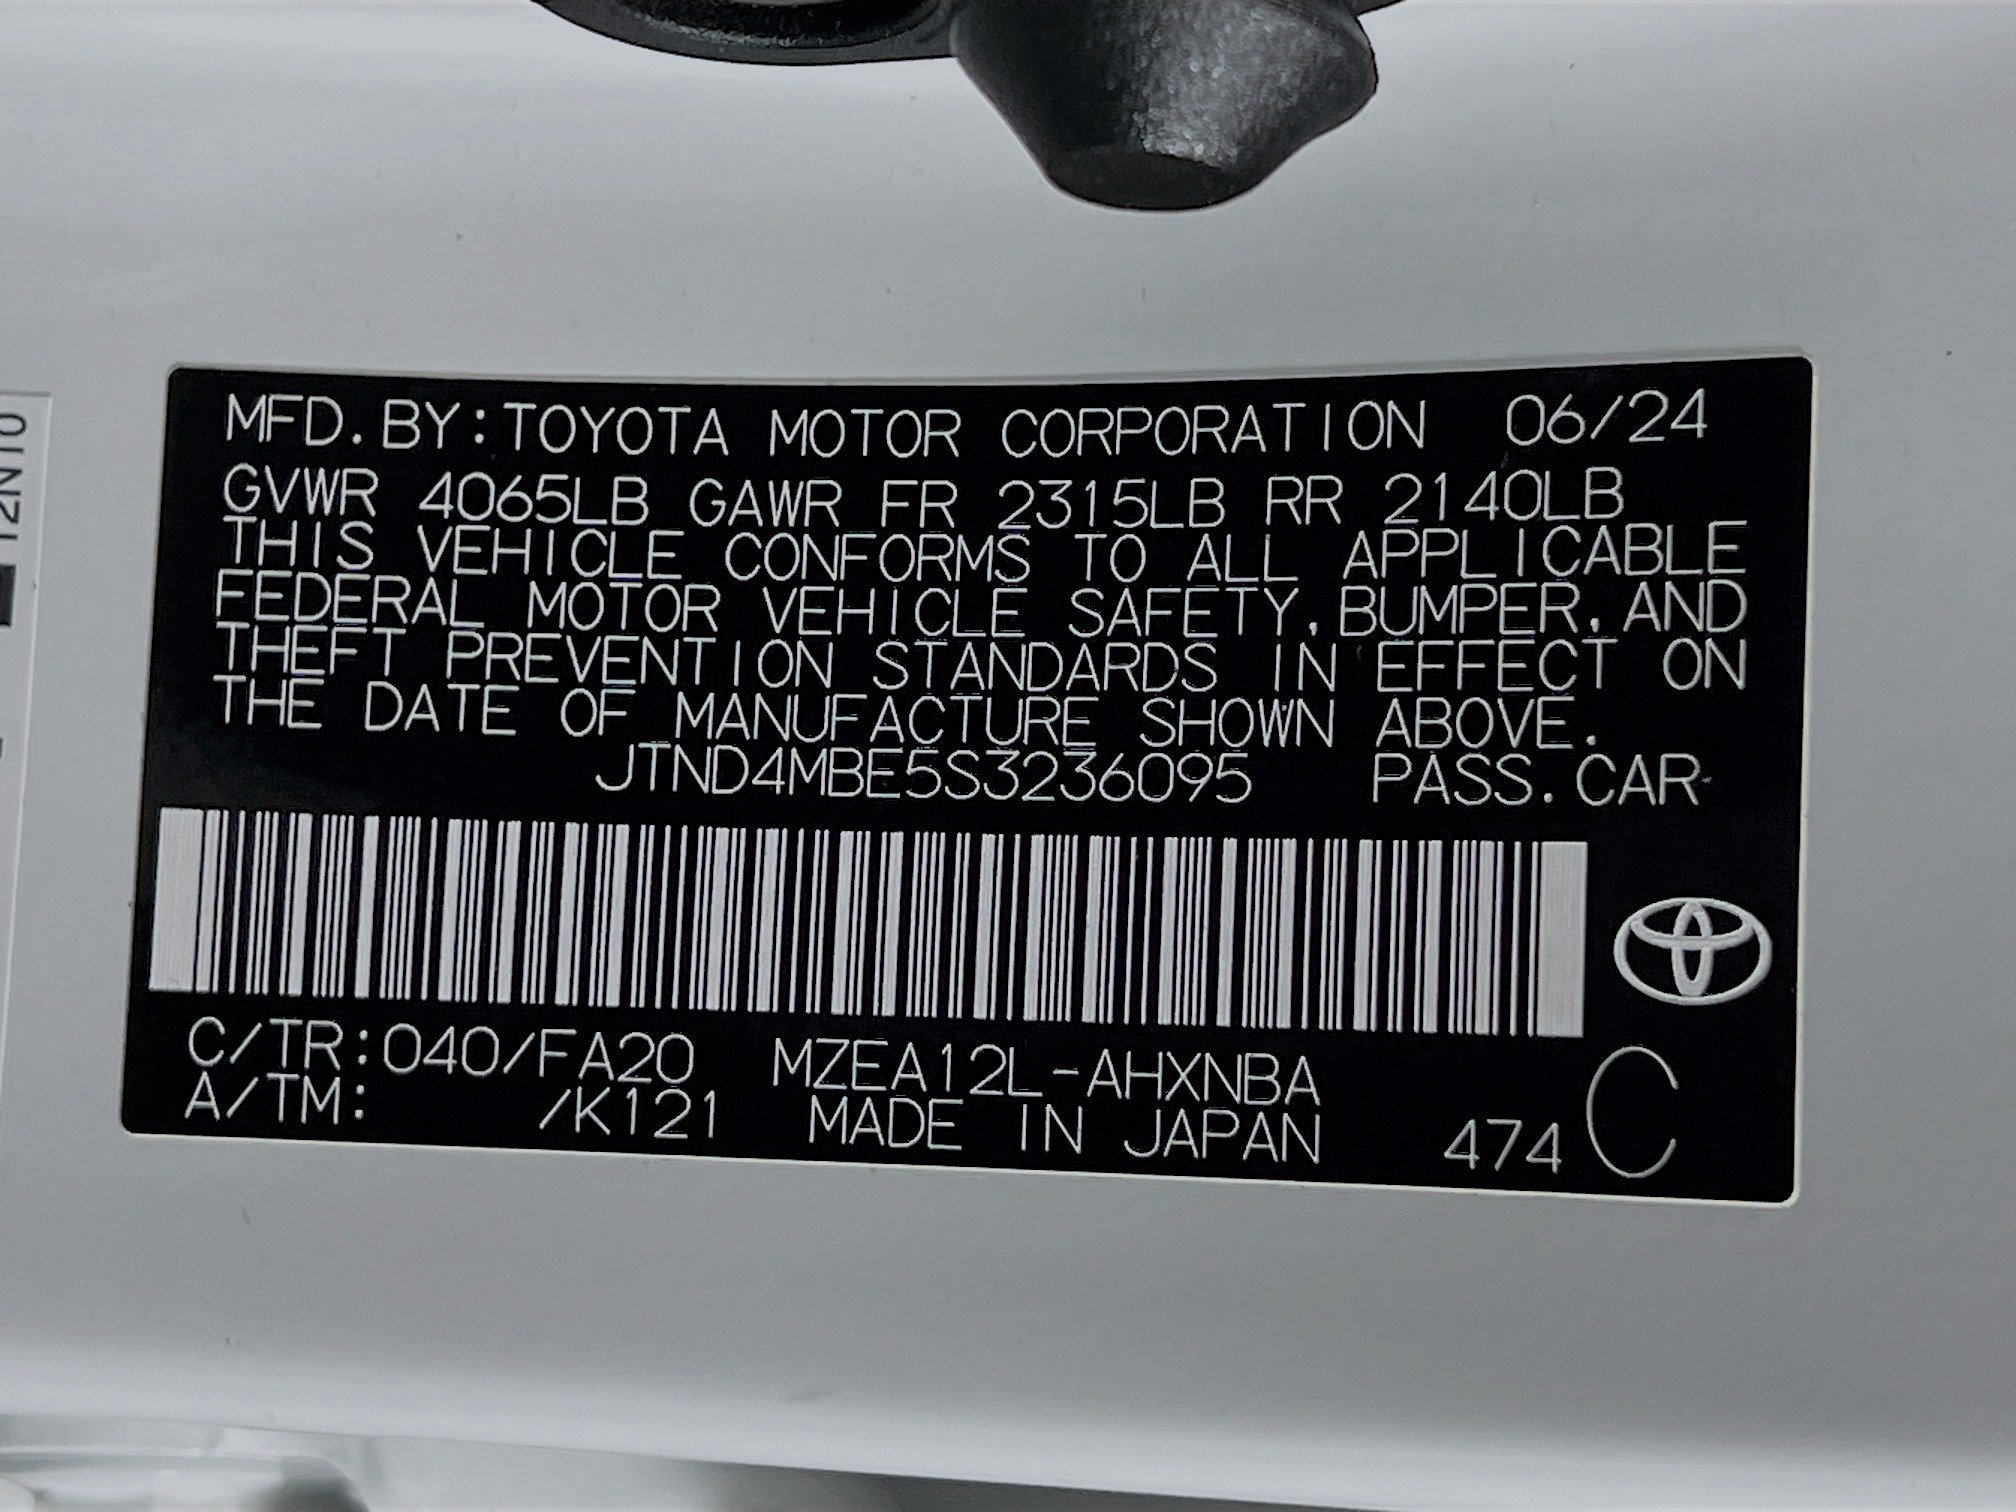 MFD. BY: TOYOTA MOTOR CORPORATION 06/24
GVWR 4065LB GAWR FR 2315LB RR 2140LB
THIS VEHICLE CONFORMS TO ALL APPLICABLE
FEDERAL MOTOR VEHICLE SAFETY, BUMPER, AND
THEFT PREVENTION STANDARDS IN EFFECT ON
THE DATE OF MANUFACTURE SHOWN ABOVE.
JTND4MBE5S3236095 PASS. CAR
C/TR: 040/FA20 MZEA12L-AHXNBA
A/TM: /K121 MADE IN JAPAN 474 C
12N10